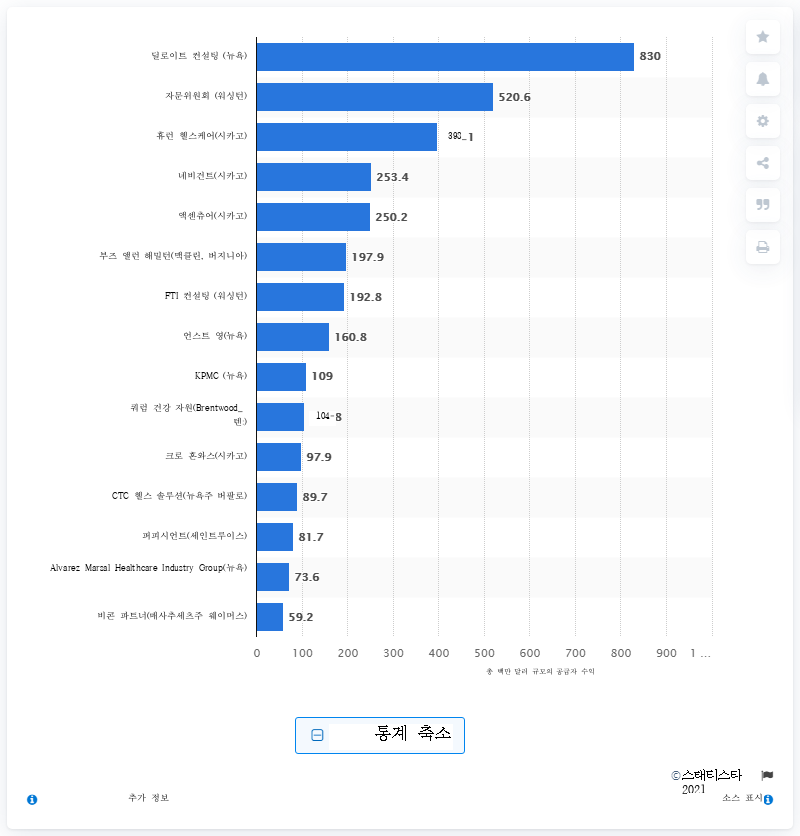 딜로이트 컨설팅 (뉴욕)
830
자문위원회 (워싱턴)
520.6
휴런 헬스케어(시카고)
398_1
네비건트(시카고)
253.4
액센츄어(시카고)
250.2
부즈 앨런 해밀턴(맥클린, 버지니아)
197.9
FTI 컨설팅 (워싱턴)
192.8
언스트 영(뉴욕)
160.8
KPMC (뉴욕)
109
쿼럼 건강 자원(Brentwood_
텐:)
104-8
크로 혼와스(시카고)
97.9
CTC 헬스 솔루션(뉴욕주 버팔로)
89.7
퍼피시언트(세인트루이스)
81.7
Alvarez Marsal Healthcare Industry Group(뉴욕)
73.6
비콘 파트너(매사추세츠주 웨이머스)
59.2
0 100 200 300 400 500 600 700 800 900 1 ...
총 백만 달러 규모의 공급자 수익
통계 축소
©스태티스타
2021
추가 정보
소스 표시